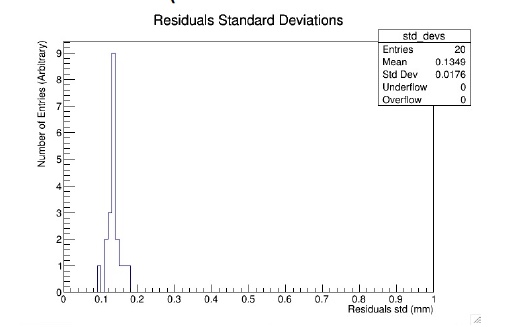 Residuals Standard Deviations
std_devs
Entries 20
Mean 0.1349
Std Dev 0.0176
Underflow 0
Overflow 0
Number of Entries (Arbitrary)
9
8
7
6
5
4
3
2
1
0
0 0.1 0.2 0.3 0.4 0.5 0.6 0.7 0.8 0.9 1
Residuals std (mm)